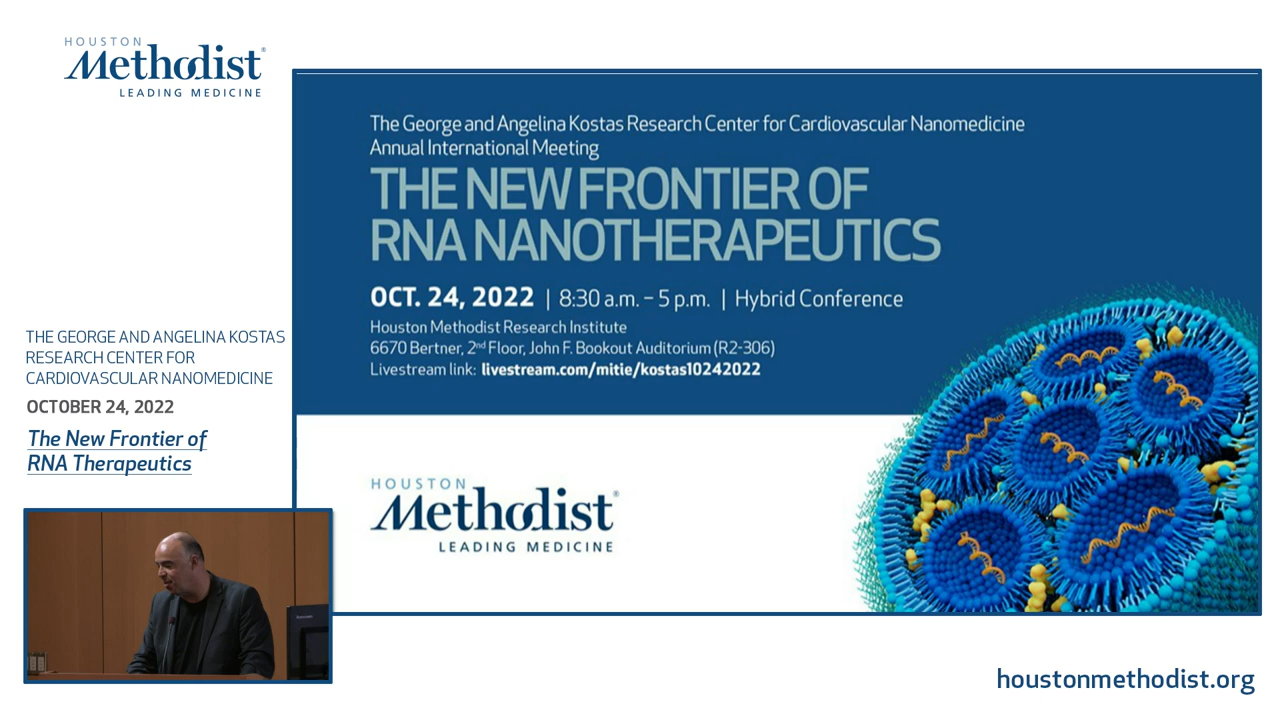 HOUSTON
Methodist®
LEADING MEDICINE
The George and Angelina Kostas Research Center for Cardiovascular Nanomedicine
Annual International Meeting
THE NEW FRONTIER OF
RNA NANOTHERAPEUTICS
OCT. 24, 2022 | 8:30 a.m. – 5 p.m. | Hybrid Conference
Houston Methodist Research Institute
6670 Bertner, 2nd Floor, John F. Bookout Auditorium (R2-306)
Livestream link: livestream.com/mitie/kostas10242022
HOUSTON
Methodist®
LEADING MEDICINE
THE GEORGE AND ANGELINA KOSTAS
RESEARCH CENTER FOR
CARDIOVASCULAR NANOMEDICINE
OCTOBER 24, 2022
The New Frontier of
RNA Therapeutics
houstonmethodist.org